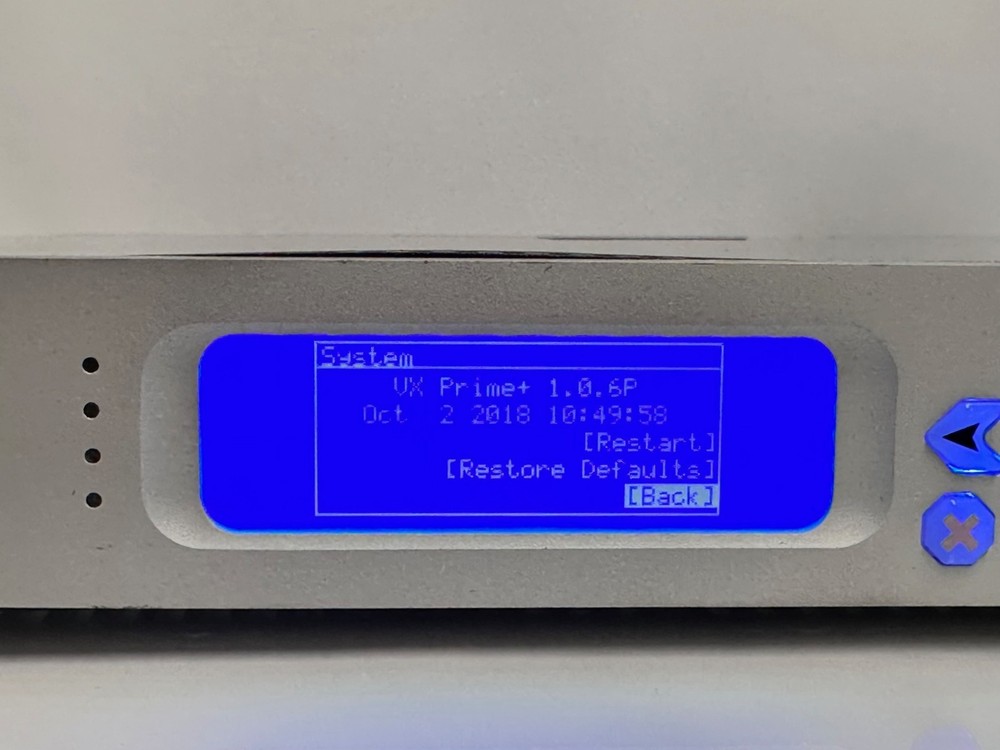 System
VX Prime+ 1.0.6P
Oct 2 2018 10:49:58
[Restart]
[Restore Defaults]
[Back]